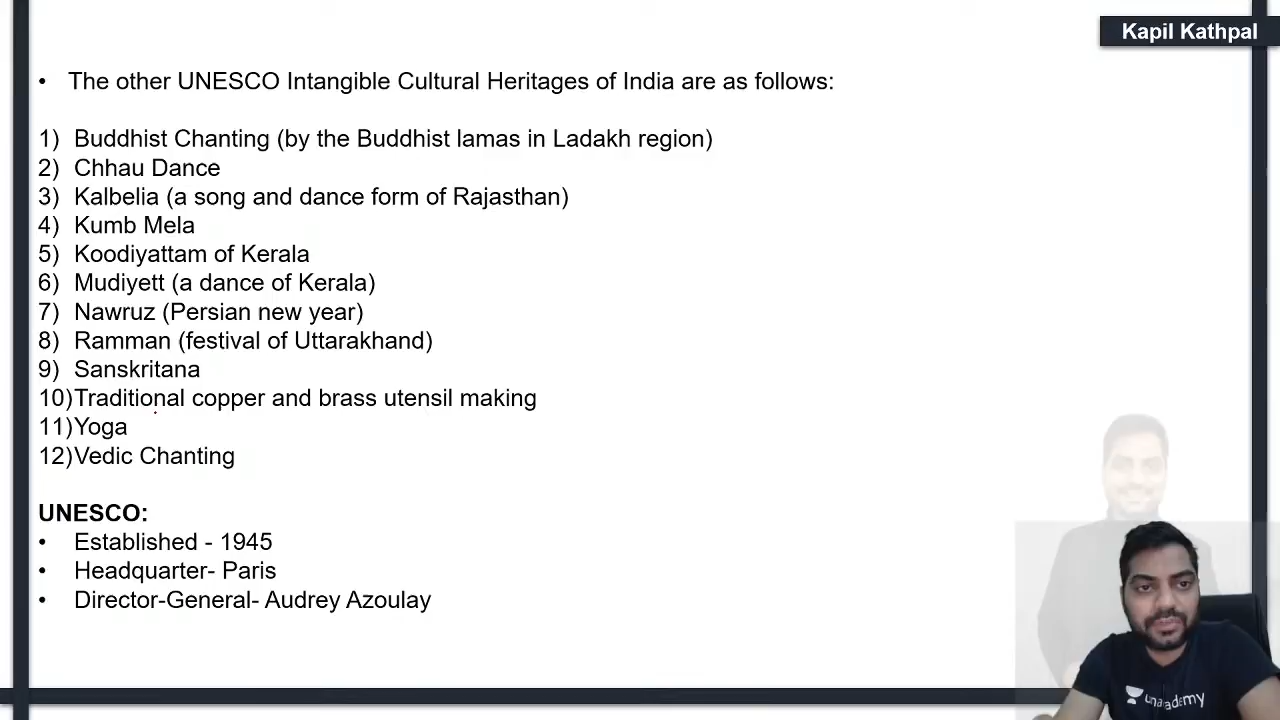 Kapil Kathpal
• The other UNESCO Intangible Cultural Heritages of India are as follows:
1) Buddhist Chanting (by the Buddhist lamas in Ladakh region)
2) Chhau Dance
3) Kalbelia (a song and dance form of Rajasthan)
4) Kumb Mela
5) Koodiyattam of Kerala
6) Mudiyett (a dance of Kerala)
7) Nawruz (Persian new year)
8) Ramman (festival of Uttarakhand)
9) Sanskritana
10)Traditional copper and brass utensil making
11)Yoga
12)Vedic Chanting
UNESCO:
• Established - 1945
• Headquarter- Paris
• Director-General- Audrey Azoulay
unacademy